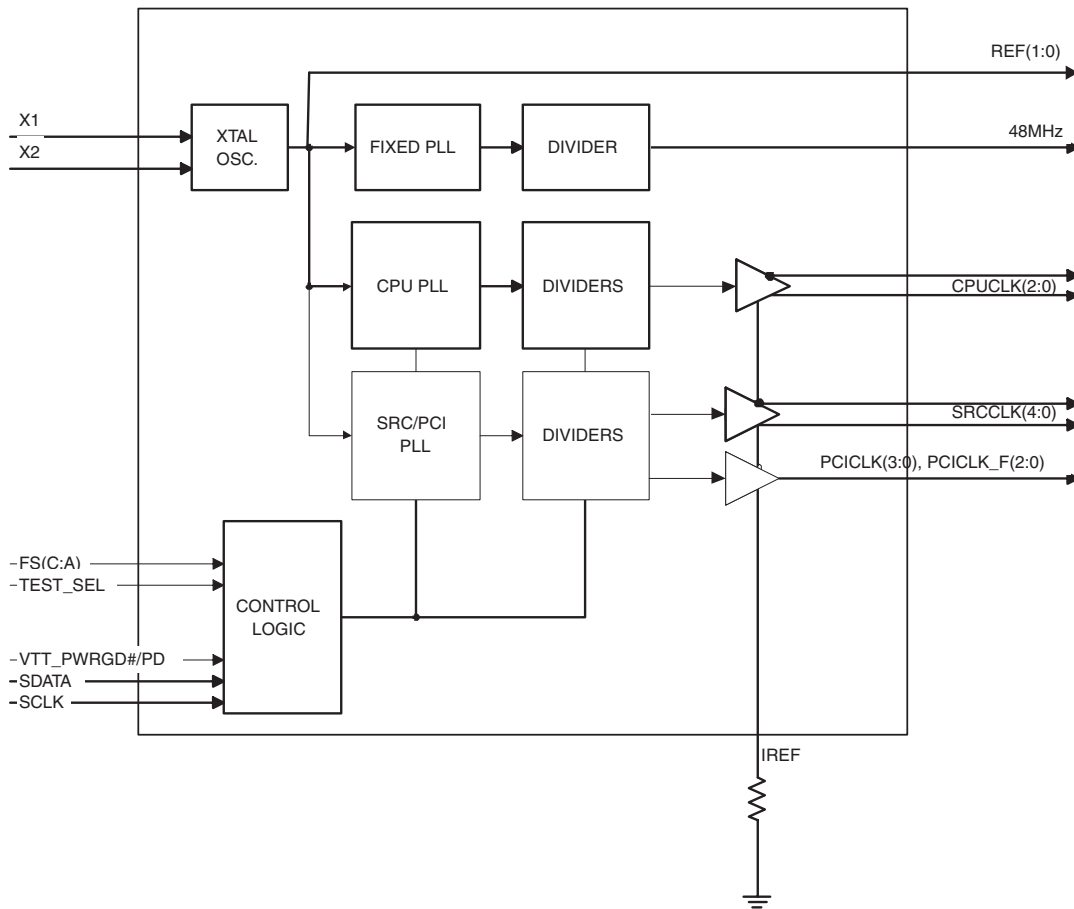 REF(1:0)
X1
X2
XTAL
OSC.
FIXED PLL
DIVIDER
48MHz
CPU PLL
DIVIDERS
CPUCLK(2:0)
SRC/PCI
PLL
DIVIDERS
SRCCLK(4:0)
PCICLK(3:0), PCICLK_F(2:0)
FS(C:A)
TEST_SEL
CONTROL
LOGIC
VTT_PWRGD#/PD
SDATA
SCLK
IREF